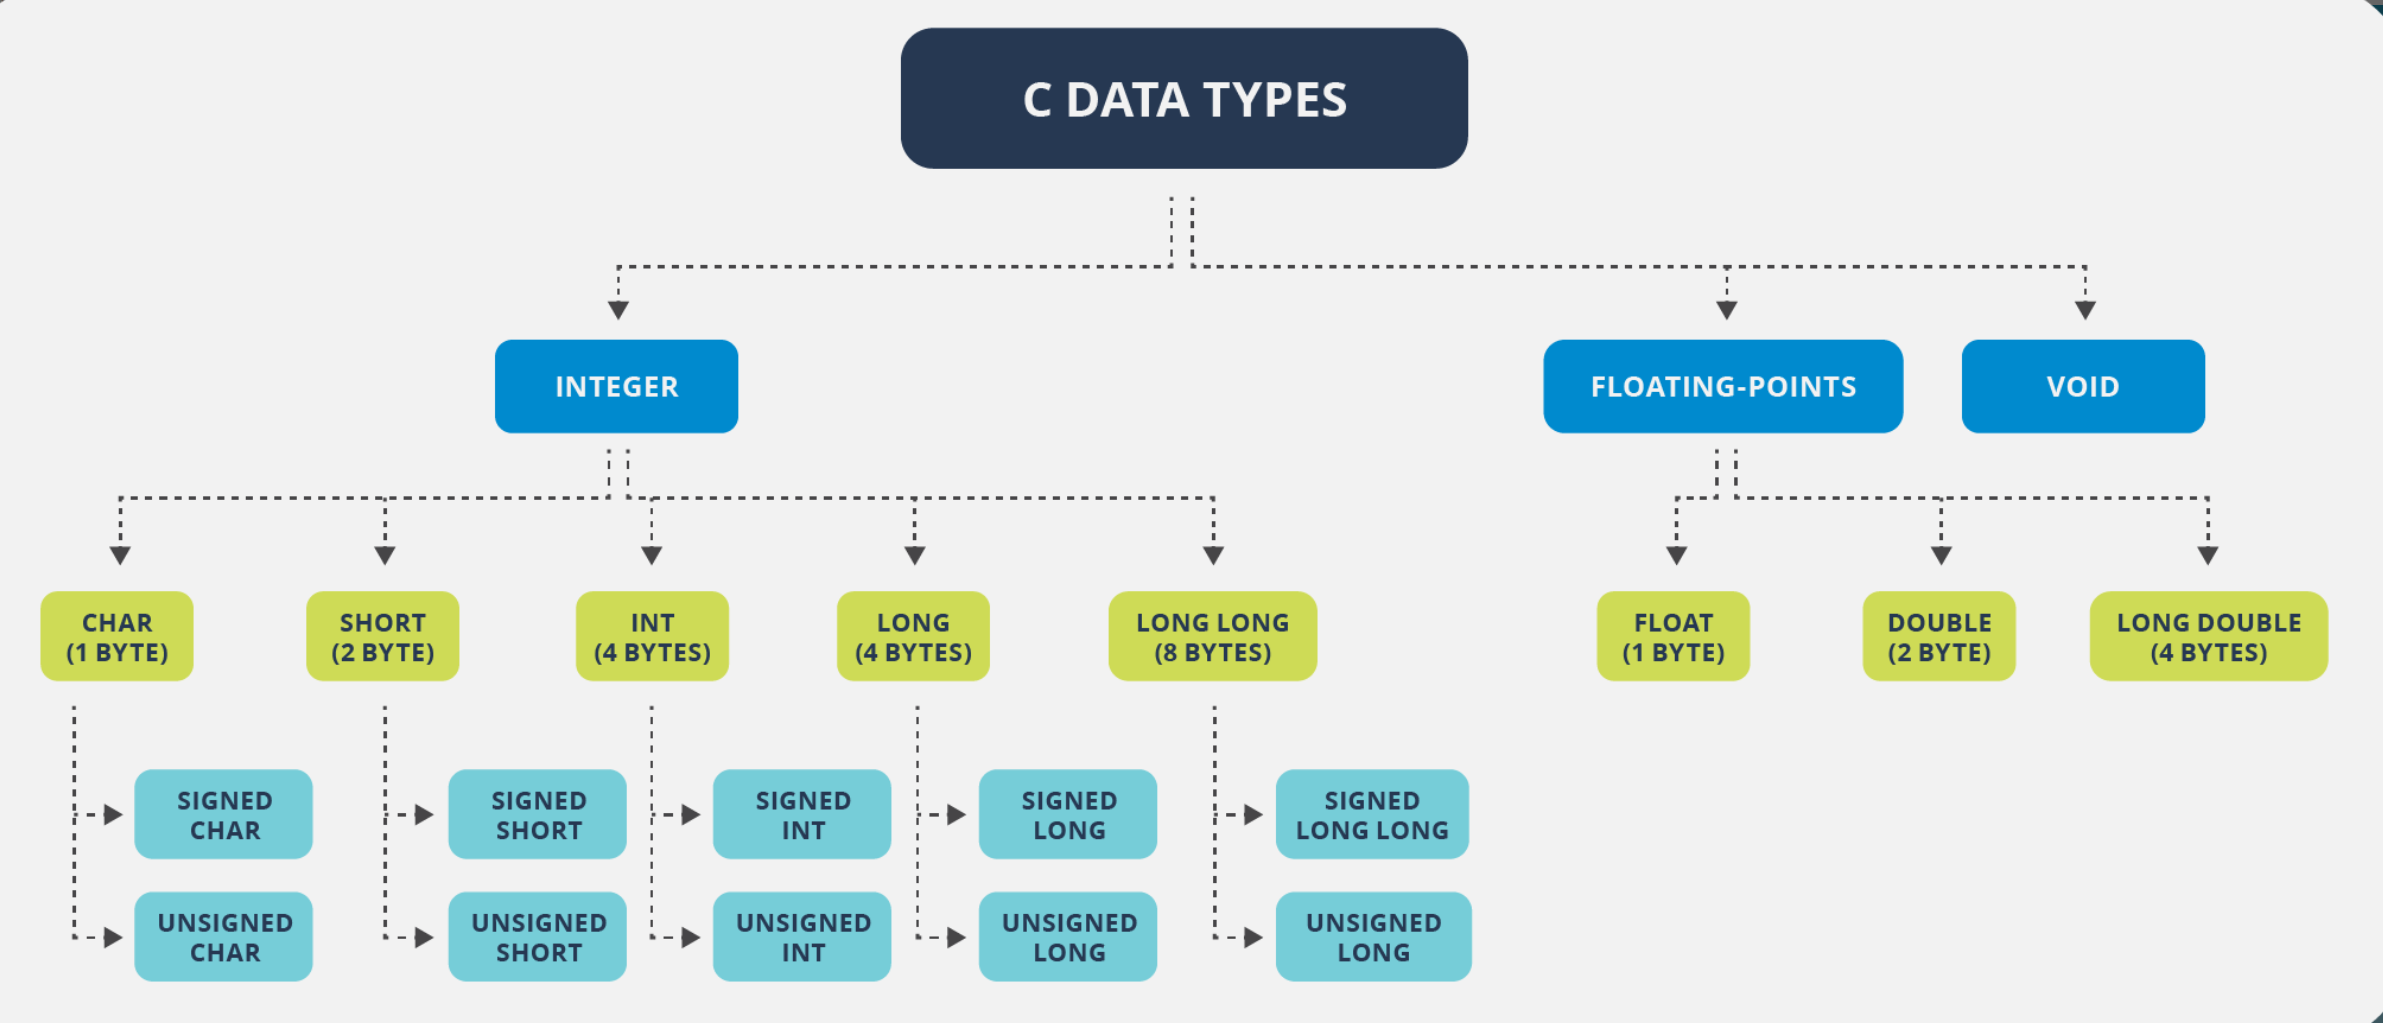 C DATA TYPES
INTEGER
FLOATING-POINTS
VOID
CHAR
(1 BYTE)
SHORT
(2 BYTE)
INT
(4 BYTES)
LONG
(4 BYTES)
LONG LONG
(8 BYTES)
FLOAT
(1 BYTE)
DOUBLE
(2 BYTE)
LONG DOUBLE
(4 BYTES)
SIGNED
CHAR
SIGNED
SHORT
SIGNED
INT
SIGNED
LONG
SIGNED
LONG LONG
UNSIGNED
CHAR
UNSIGNED
SHORT
UNSIGNED
INT
UNSIGNED
LONG
UNSIGNED
LONG